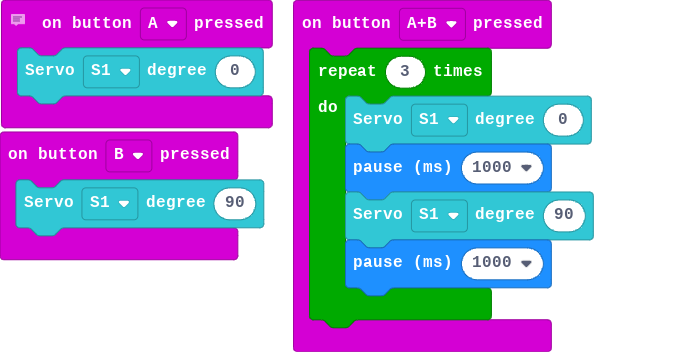 on button A pressed
Servo S1 degree 0
on button B pressed
Servo S1 degree 90
on button A+B pressed
repeat 3 times
do
Servo S1 degree 0
pause (ms) 1000
Servo S1 degree 90
pause (ms) 1000